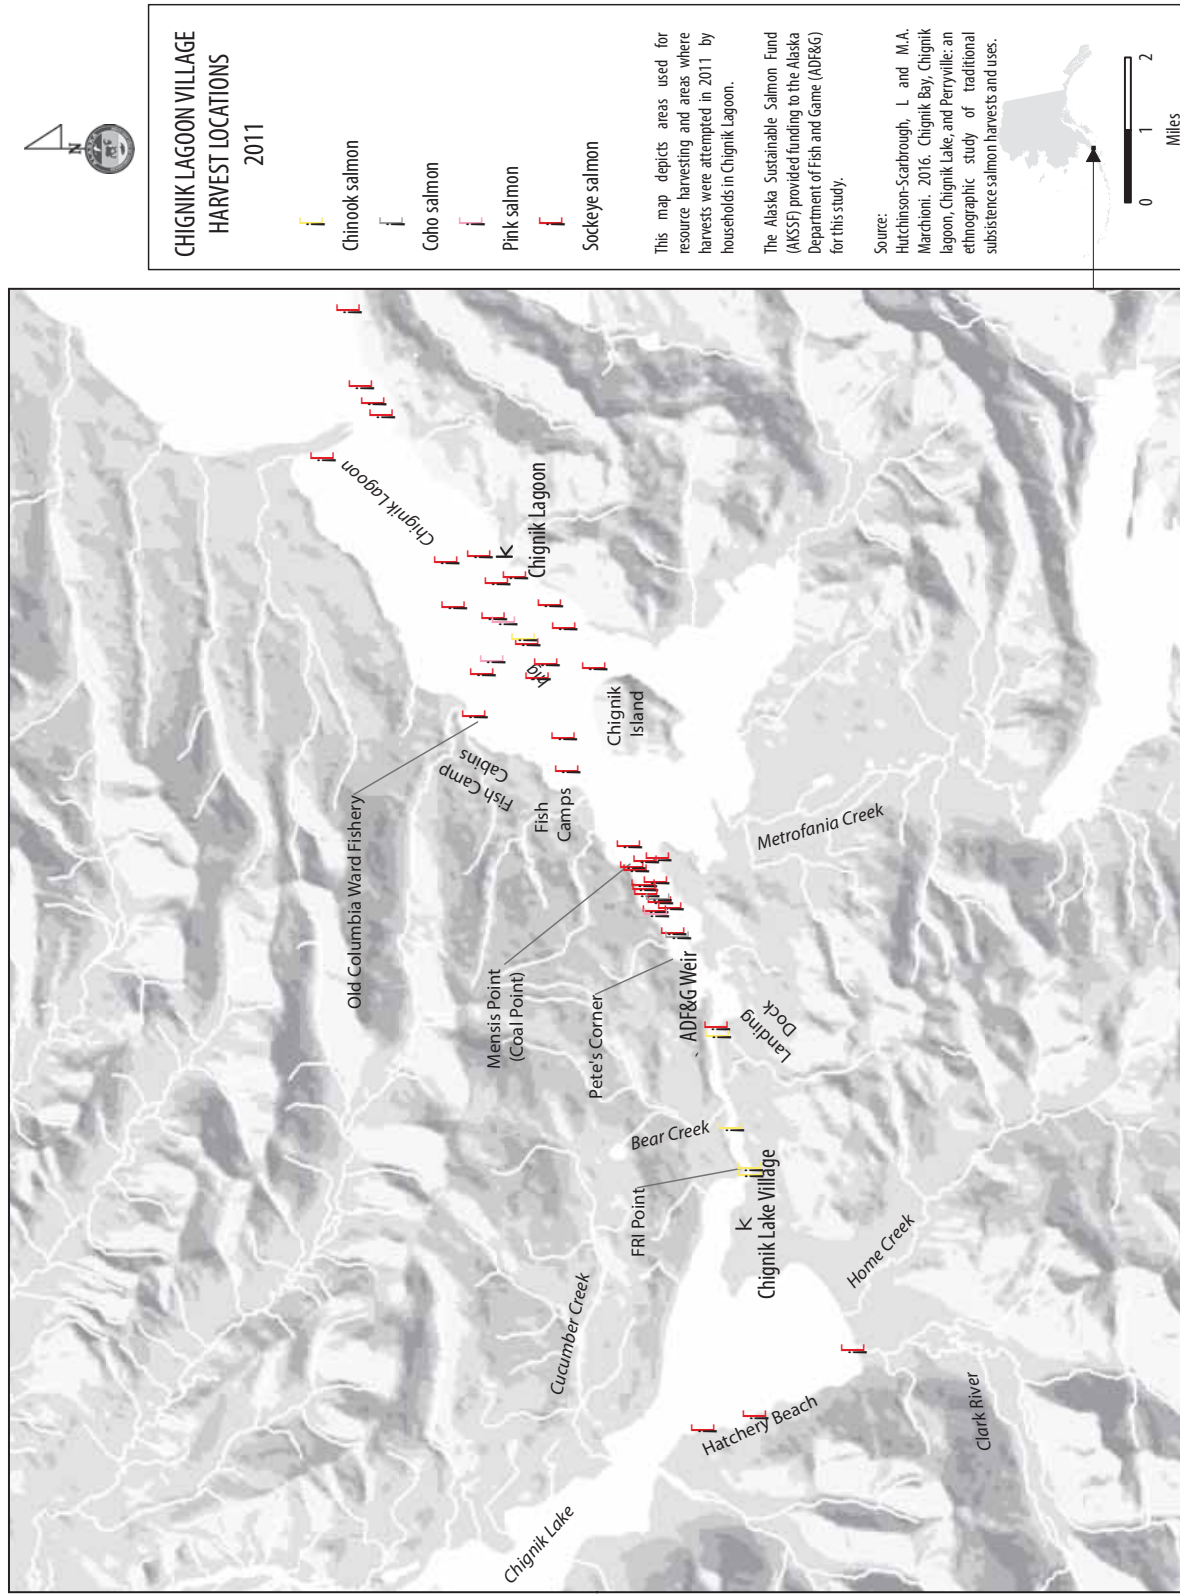 N
CHIGNIK LAGOON VILLAGE
HARVEST LOCATIONS
2011
Chinook salmon
Coho salmon
Pink salmon
Sockeye salmon
This map depicts areas used for
resource harvesting and areas where
harvests were attempted in 2011 by
households in Chignik Lagoon.
The Alaska Sustainable Salmon Fund
(AKSSF) provided funding to the Alaska
Department of Fish and Game (ADF&G)
for this study.
Source:
Hutchinson-Scarbrough, L and M.A.
Marchioni. 2016. Chignik Bay, Chignik
lagoon, Chignik Lake, and Perryville: an
ethnographic study of traditional
subsistence salmon harvests and uses.
0 1 2
Miles
Old Columbia Ward Fishery
Chignik Lagoon
k
Chignik Lagoon
Fish Camp
Cabins
Fish
Camps
Chignik
Island
Mensis Point
(Coal Point)
Pete's Corner
ADF&G Weir
Landing
Dock
Metrofania Creek
Bear Creek
FRI Point
k
Chignik Lake Village
Cucumber Creek
Home Creek
Hatchery Beach
Clark River
Chignik Lake